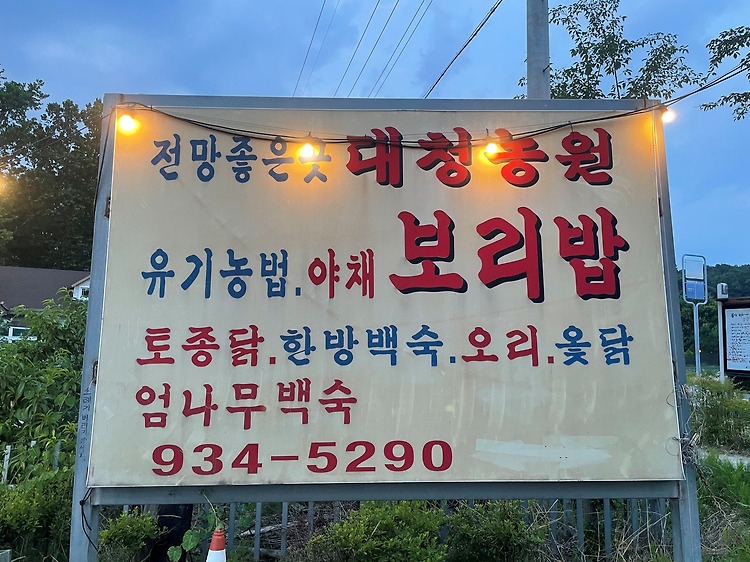 전망좋은곳 대청농원
유기농법.야채 보리밥
토종닭.한방백숙.오리.옻닭
엄나무백숙
934-5290